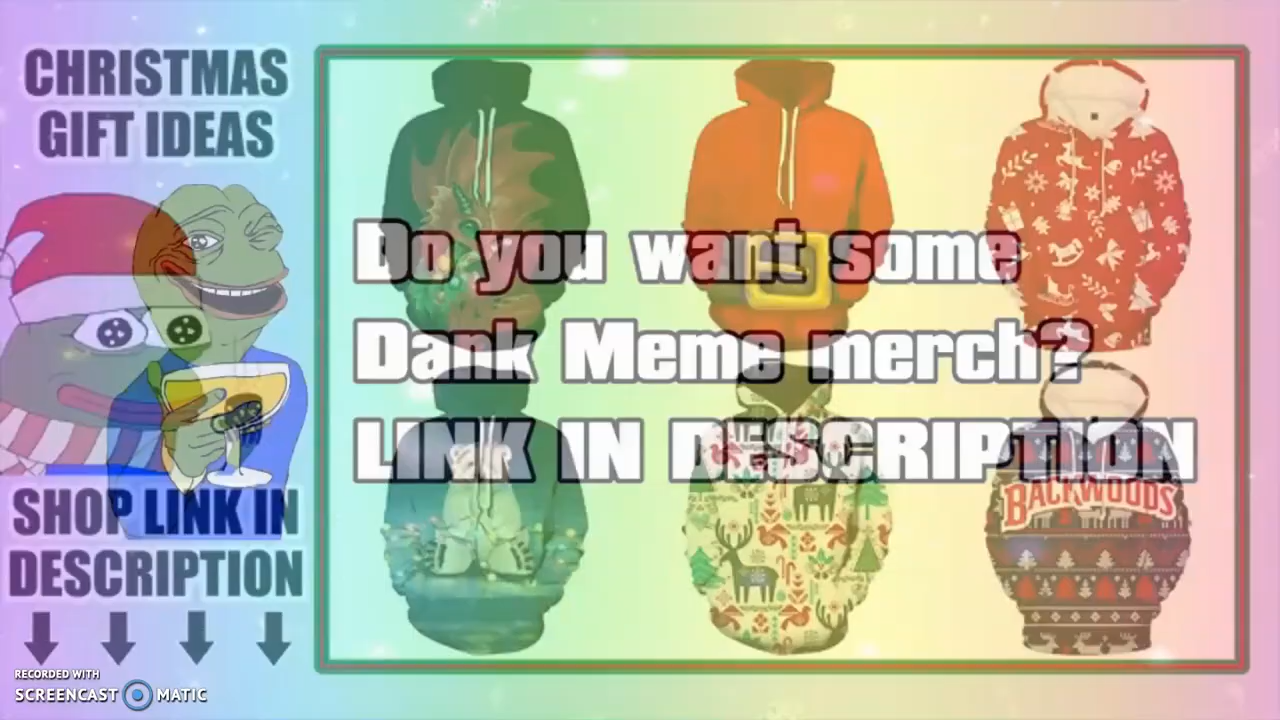 CHRISTMAS
GIFT IDEAS
Do you want some
Dank Meme merch?
LINK IN DESCRIPTION
BACKWOODS
SHOP LINK IN
DESCRIPTION
RECORDED WITH
SCREENCAST MATIC